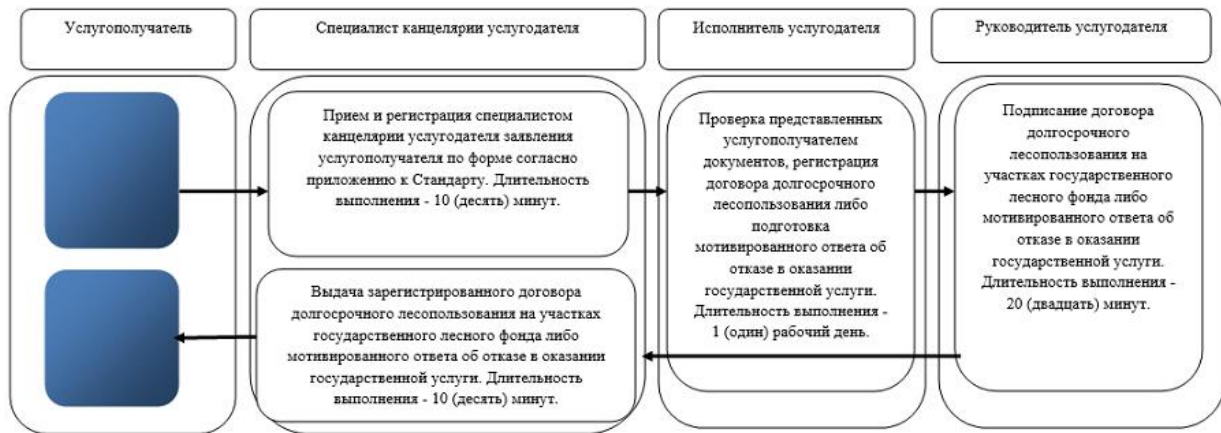 Услугополучатель
Специалист канцелярии услугодателя
Исполнитель услугодателя
Руководитель услугодателя
Прием и регистрация специалистом
канцелярии услугодателя заявления
услугополучателя по форме согласно
приложению к Стандарту. Длительность
выполнения - 10 (десять) минут.
Выдача зарегистрированного договора
долгосрочного лесопользования на участках
государственного лесного фонда либо
мотивированного ответа об отказе в оказании
государственной услуги. Длительность
выполнения - 10 (десять) минут.
Проверка представленных
услугополучателем
документов, регистрация
договора долгосрочного
лесопользования либо
подготовка
мотивированного ответа об
отказе в оказании
государственной услуги.
Длительность выполнения -
1 (один) рабочий день.
Подписание договора
долгосрочного
лесопользования на
участках государственного
лесного фонда либо
мотивированного ответа об
отказе в оказании
государственной услуги.
Длительность выполнения -
20 (двадцать) минут.